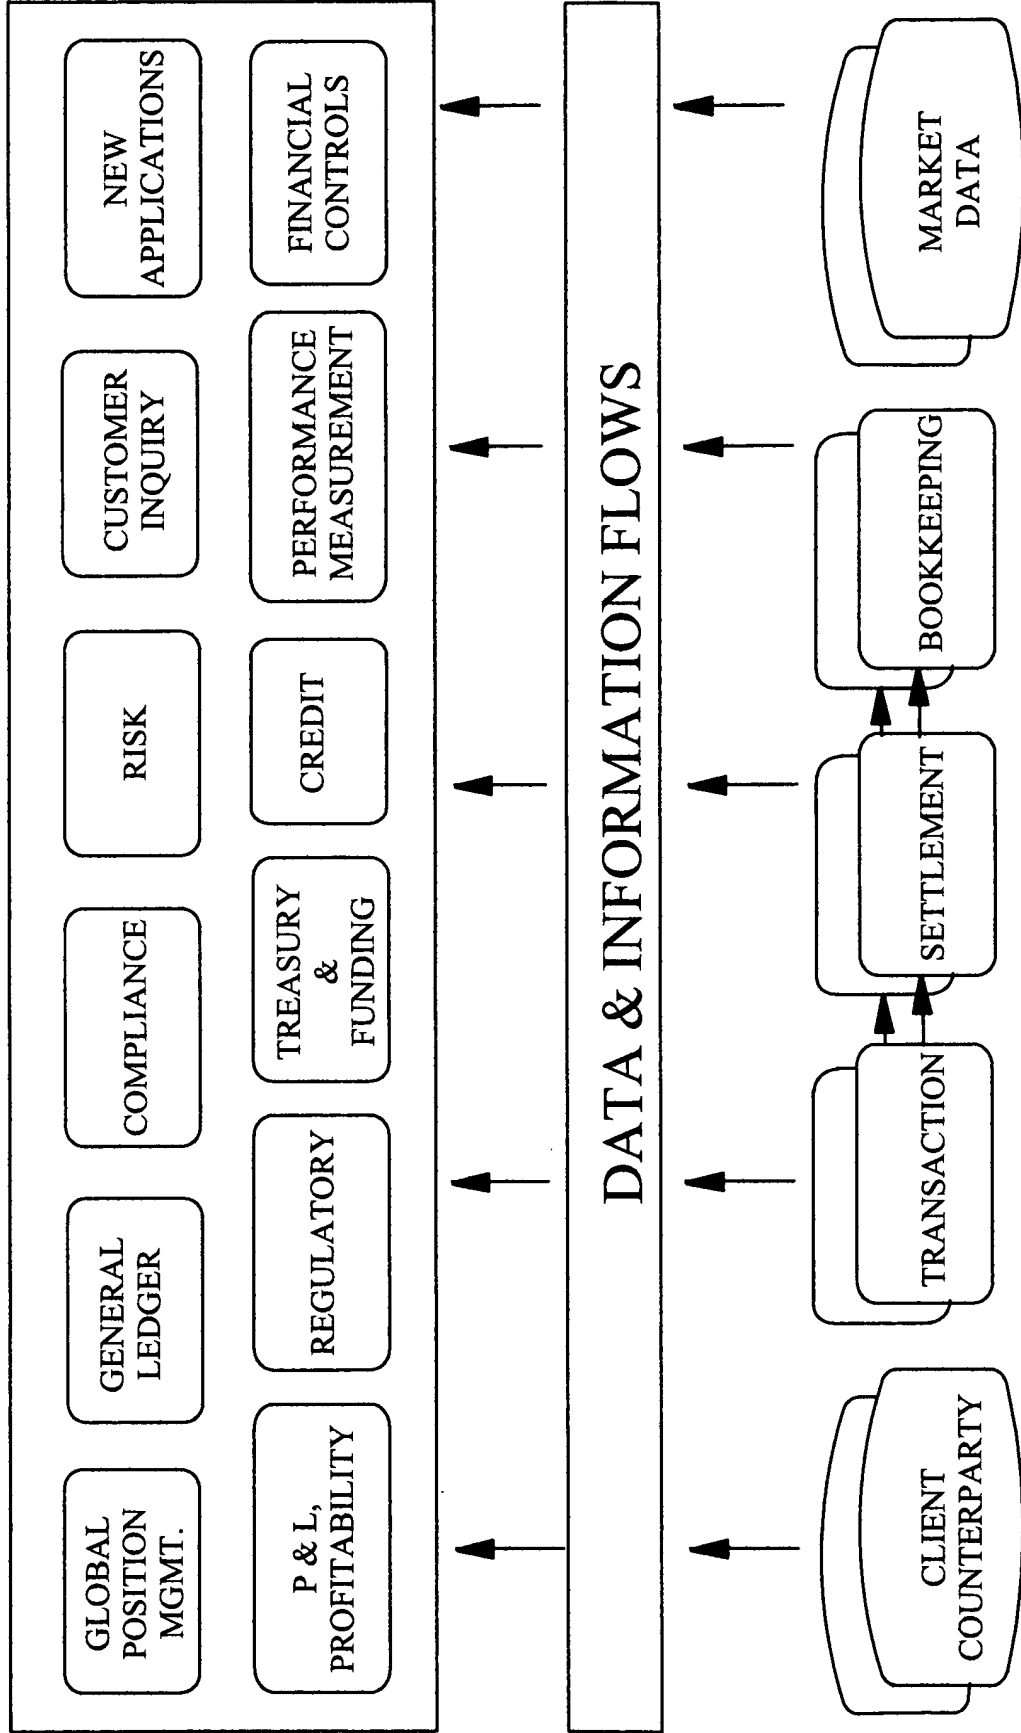 GLOBAL
POSITION
MGMT.
GENERAL
LEDGER
COMPLIANCE
RISK
CUSTOMER
INQUIRY
NEW
APPLICATIONS
P & L,
PROFITABILITY
REGULATORY
TREASURY
&
FUNDING
CREDIT
PERFORMANCE
MEASUREMENT
FINANCIAL
CONTROLS
DATA & INFORMATION FLOWS
CLIENT
COUNTERPARTY
TRANSACTION
SETTLEMENT
BOOKKEEPING
MARKET
DATA